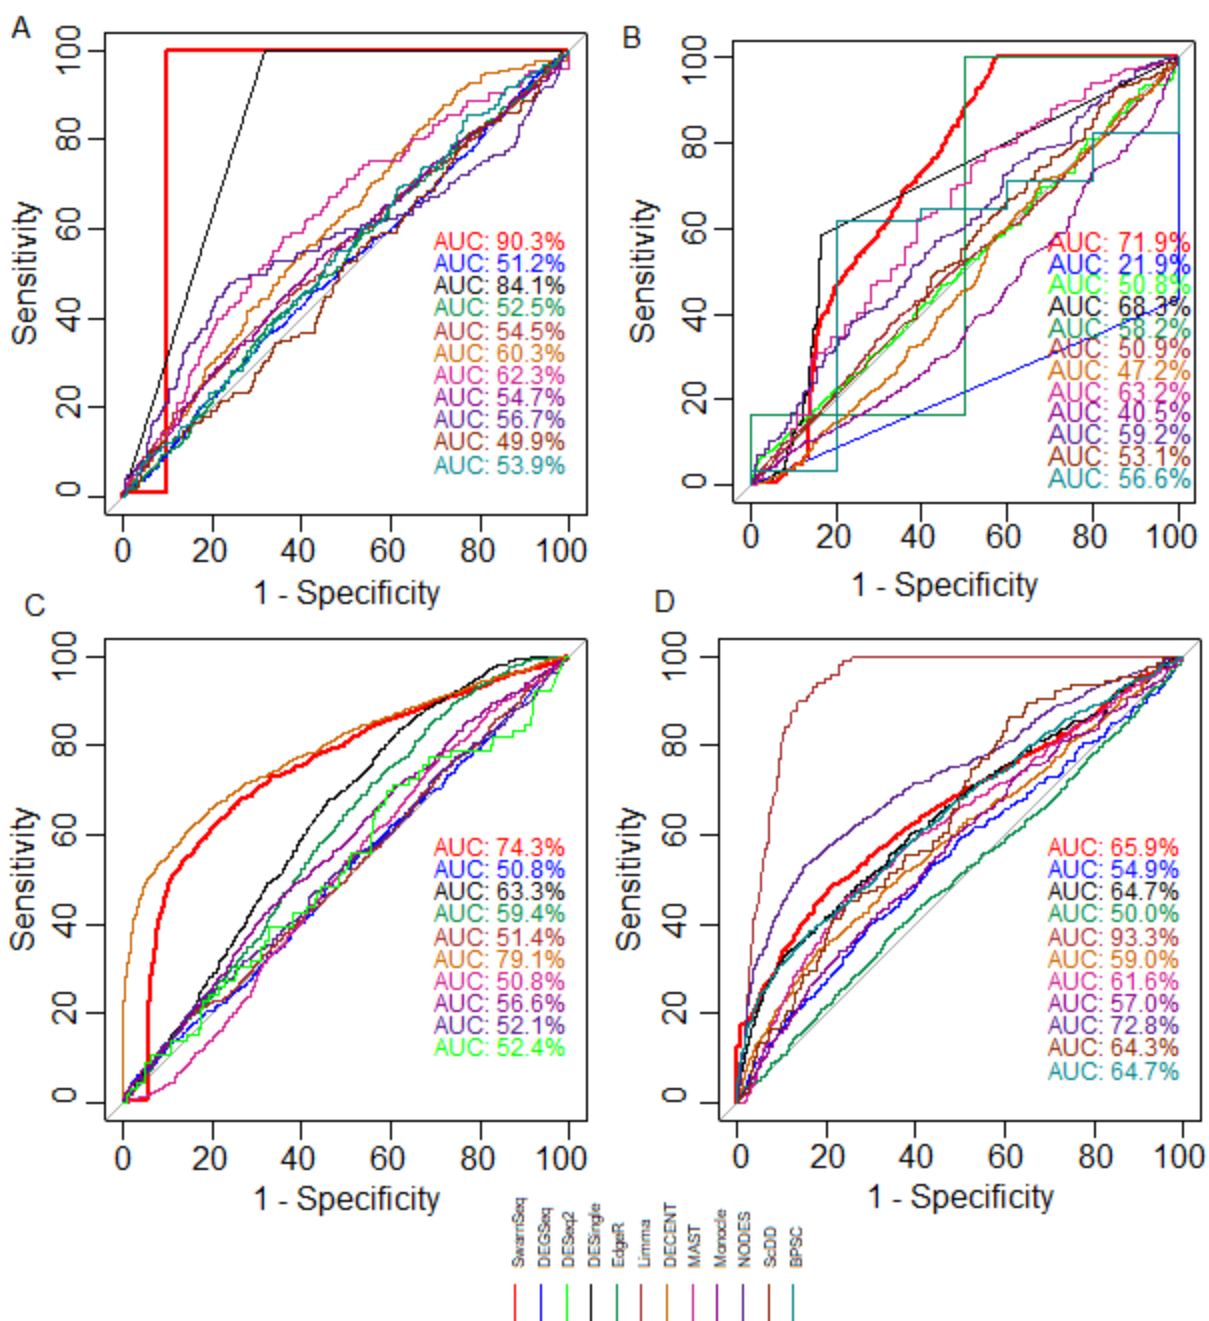 A
Sensitivity
100
80
60
40
20
0
AUC: 90.3%
AUC: 51.2%
AUC: 84.1%
AUC: 52.5%
AUC: 54.5%
AUC: 60.3%
AUC: 62.3%
AUC: 54.7%
AUC: 56.7%
AUC: 49.9%
AUC: 53.9%
0 20 40 60 80 100
1 - Specificity
B
Sensitivity
100
80
60
40
20
0
AUC: 71.9%
AUC: 21.9%
AUC: 50.8%
AUC: 68.3%
AUC: 58.2%
AUC: 50.9%
AUC: 47.2%
AUC: 63.2%
AUC: 40.5%
AUC: 59.2%
AUC: 53.1%
AUC: 56.6%
0 20 40 60 80 100
1 - Specificity
C
Sensitivity
100
80
60
40
20
0
AUC: 74.3%
AUC: 50.8%
AUC: 63.3%
AUC: 59.4%
AUC: 51.4%
AUC: 79.1%
AUC: 50.8%
AUC: 56.6%
AUC: 52.1%
AUC: 52.4%
0 20 40 60 80 100
1 - Specificity
D
Sensitivity
100
80
60
40
20
0
AUC: 65.9%
AUC: 54.9%
AUC: 64.7%
AUC: 50.0%
AUC: 93.3%
AUC: 59.0%
AUC: 61.6%
AUC: 57.0%
AUC: 72.8%
AUC: 64.3%
AUC: 64.7%
0 20 40 60 80 100
1 - Specificity
SwarnSeq
DEGSeq
DESeq2
DESingle
EdgeR
Limma
DECENT
MAST
Monocle
NODES
ScDD
BPSC